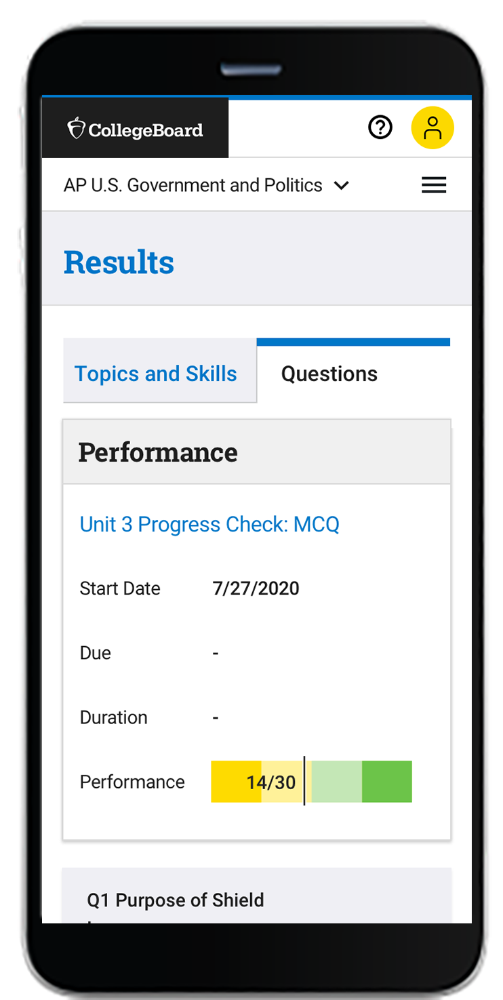 CollegeBoard
AP U.S. Government and Politics
Results
Topics and Skills
Questions
Performance
Unit 3 Progress Check: MCQ
Start Date 7/27/2020
Due -
Duration -
Performance 14/30
Q1 Purpose of Shield